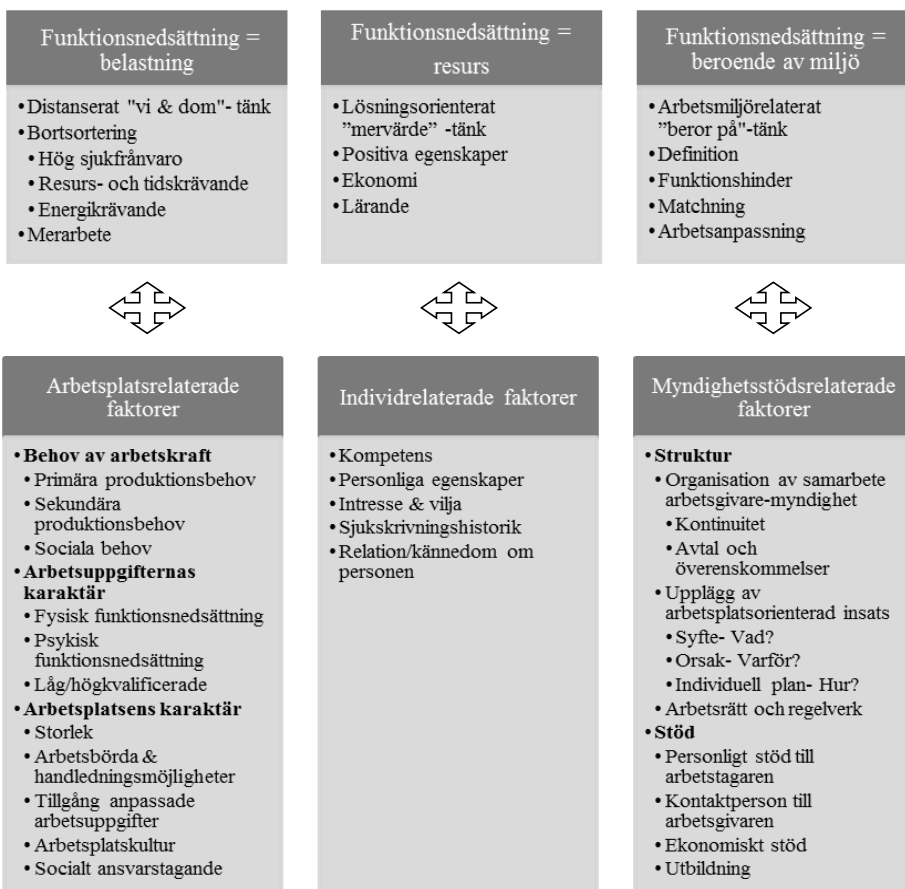 Funktionsnedsättning =
belastning
• Distanserat "vi & dom"- tänk
• Bortsortering
• Hög sjukfrånvaro
• Resurs- och tidskrävande
• Energikrävande
• Merarbete
Funktionsnedsättning =
resurs
• Lösningsorienterat
”mervärde” -tänk
• Positiva egenskaper
• Ekonomi
• Lärande
Funktionsnedsättning =
beroende av miljö
• Arbetsmiljörelaterat
”beror på"-tänk
• Definition
• Funktionshinder
• Matchning
• Arbetsanpassning
Arbetsplatsrelaterade
faktorer
• Behov av arbetskraft
• Primära produktionsbehov
• Sekundära
produktionsbehov
• Sociala behov
• Arbetsuppgifternas
karaktär
• Fysisk funktionsnedsättning
• Psykisk
funktionsnedsättning
• Låg/högkvalificerade
• Arbetsplatsens karaktär
• Storlek
• Arbetsbörda &
handledningsmöjligheter
• Tillgång anpassade
arbetsuppgifter
• Arbetsplatskultur
• Socialt ansvarstagande
Individrelaterade faktorer
• Kompetens
• Personliga egenskaper
• Intresse & vilja
• Sjukskrivningshistorik
• Relation/kännedom om
personen
Myndighetsstödsrelaterade
faktorer
• Struktur
• Organisation av samarbete
arbetsgivare-myndighet
• Kontinuitet
• Avtal och
överenskommelser
• Upplägg av
arbetsplatsorienterad insats
• Syfte- Vad?
• Orsak- Varför?
• Individuell plan- Hur?
• Arbetsrätt och regelverk
• Stöd
• Personligt stöd till
arbetstagaren
• Kontaktperson till
arbetsgivaren
• Ekonomiskt stöd
• Utbildning